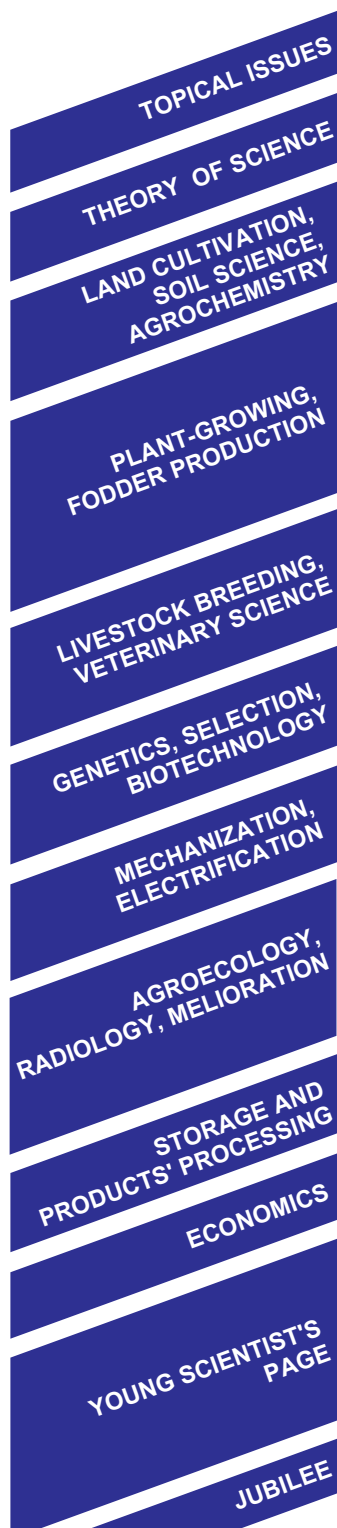 TOPICAL ISSUES
THEORY OF SCIENCE
LAND CULTIVATION,
SOIL SCIENCE,
AGROCHEMISTRY
PLANT-GROWING,
FODDER PRODUCTION
LIVESTOCK BREEDING,
VETERINARY SCIENCE
GENETICS, SELECTION,
BIOTECHNOLOGY
MECHANIZATION,
ELECTRIFICATION
AGROECOLOGY,
RADIOLOGY, MELIORATION
STORAGE AND
PRODUCTS' PROCESSING
ECONOMICS
YOUNG SCIENTIST'S
PAGE
JUBILEE